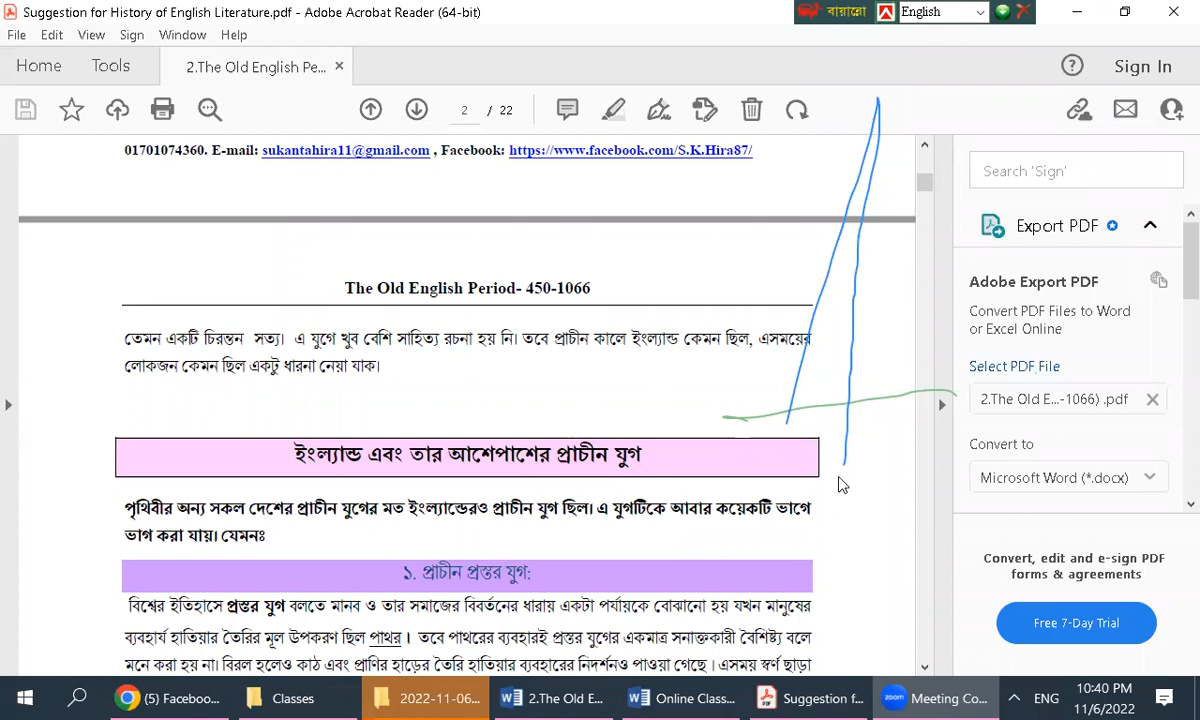 Suggestion for History of English Literature.pdf - Adobe Acrobat Reader (64-bit)
বায়ান্নো English
File Edit View Sign Window Help
Home Tools 2.The Old English Pe... Sign In
2 / 22
01701074360. E-mail: sukantahira11@gmail.com , Facebook: https://www.facebook.com/S.K.Hira87/
The Old English Period- 450-1066
তেমন একটি চিরন্তন সত্য। এ যুগে খুব বেশি সাহিত্য রচনা হয় নি। তবে প্রাচীন কালে ইংল্যান্ড কেমন ছিল, এসময়ের
লোকজন কেমন ছিল একটু ধারনা নেয়া যাক।
ইংল্যান্ড এবং তার আশেপাশের প্রাচীন যুগ
পৃথিবীর অন্য সকল দেশের প্রাচীন যুগের মত ইংল্যান্ডেরও প্রাচীন যুগ ছিল। এ যুগটিকে আবার কয়েকটি ভাগে
ভাগ করা যায়। যেমনঃ
১. প্রাচীন প্রস্তর যুগ:
বিশ্বের ইতিহাসে প্রস্তর যুগ বলতে মানব ও তার সমাজের বিবর্তনের ধারায় একটা পর্যায়কে বোঝানো হয় যখন মানুষের
ব্যবহার্য হাতিয়ার তৈরির মূল উপকরণ ছিল পাথর। তবে পাথরের ব্যবহারই প্রস্তর যুগের একমাত্র সনাক্তকারী বৈশিষ্ট্য বলে
মনে করা হয় না। বিরল হলেও কাঠ এবং প্রাণির হাড়ের তৈরি হাতিয়ার ব্যবহারের নিদর্শনও পাওয়া গেছে। এসময় স্বর্ণ ছাড়া
Search 'Sign'
Export PDF
Adobe Export PDF
Convert PDF Files to Word
or Excel Online
Select PDF File
2.The Old E...-1066) .pdf
Convert to
Microsoft Word (*.docx)
Convert, edit and e-sign PDF
forms & agreements
Free 7-Day Trial
(5) Faceboo... Classes 2022-11-06... 2.The Old E... Online Clas... Suggestion f... zoom Meeting Co... ENG 10:40 PM
11/6/2022